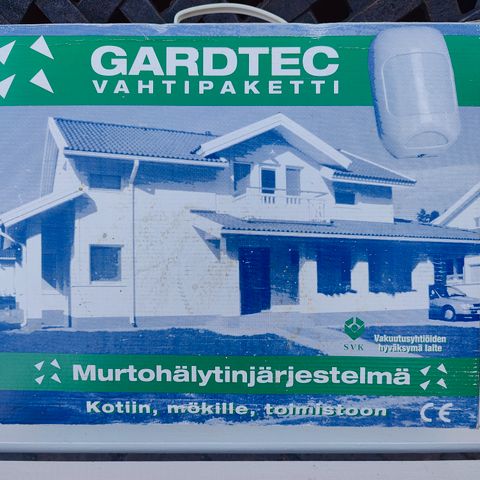 GARDTEC
VAHTIPAKETTI
SVK
Vakuutusyhtiöiden
hyväksymä laite
Murtohälytinjärjestelmä
Kotiin, mökille, toimistoon
CE